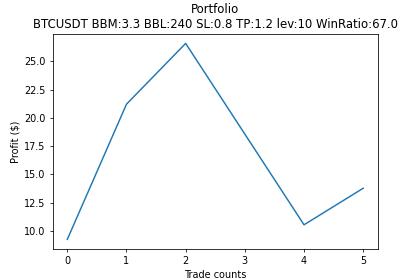 Portfolio
BTCUSDT BBM:3.3 BBL:240 SL:0.8 TP:1.2 lev:10 WinRatio:67.0
25.0
22.5
20.0
17.5
15.0
12.5
10.0
Profit ($)
0 1 2 3 4 5
Trade counts